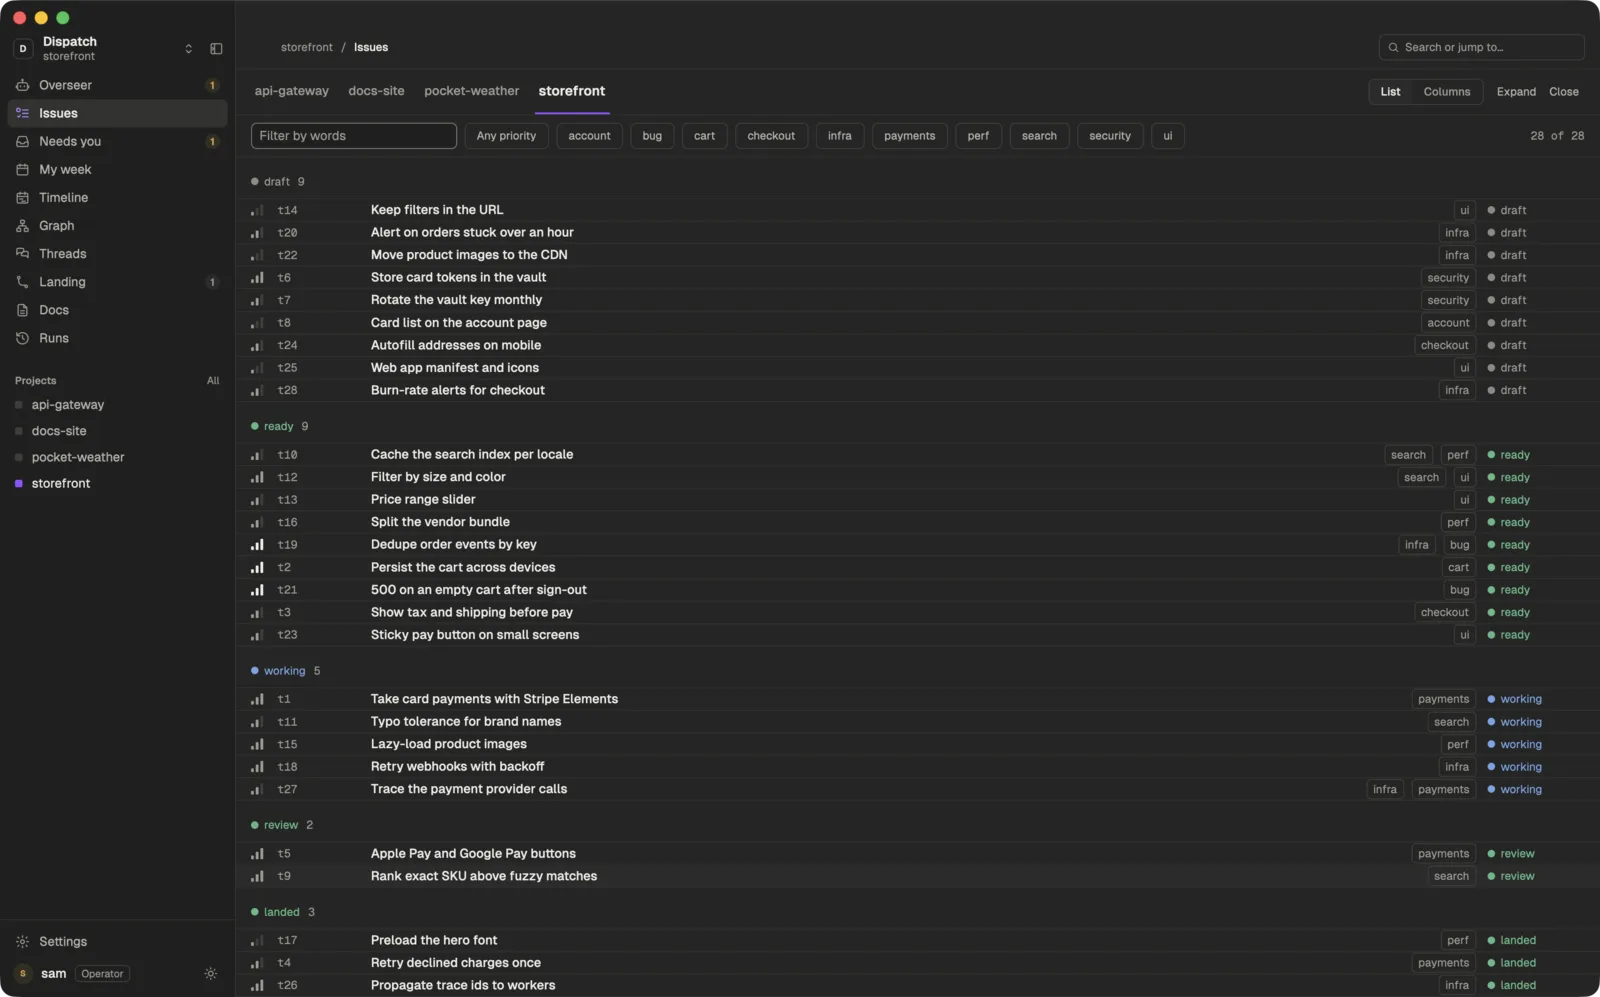 D Dispatch
storefront
Overseer 1
Issues
Needs you 1
My week
Timeline
Graph
Threads
Landing 1
Docs
Runs
Projects All
api-gateway
docs-site
pocket-weather
storefront
Settings
S sam Operator
storefront / Issues
Search or jump to...
api-gateway docs-site pocket-weather storefront
List Columns Expand Close
Filter by words Any priority account bug cart checkout infra payments perf search security ui 28 of 28
draft 9
t14 Keep filters in the URL ui draft
t20 Alert on orders stuck over an hour infra draft
t22 Move product images to the CDN infra draft
t6 Store card tokens in the vault security draft
t7 Rotate the vault key monthly security draft
t8 Card list on the account page account draft
t24 Autofill addresses on mobile checkout draft
t25 Web app manifest and icons ui draft
t28 Burn-rate alerts for checkout infra draft
ready 9
t10 Cache the search index per locale search perf ready
t12 Filter by size and color search ui ready
t13 Price range slider ui ready
t16 Split the vendor bundle perf ready
t19 Dedupe order events by key infra bug ready
t2 Persist the cart across devices cart ready
t21 500 on an empty cart after sign-out bug ready
t3 Show tax and shipping before pay checkout ready
t23 Sticky pay button on small screens ui ready
working 5
t1 Take card payments with Stripe Elements payments working
t11 Typo tolerance for brand names search working
t15 Lazy-load product images perf working
t18 Retry webhooks with backoff infra working
t27 Trace the payment provider calls infra payments working
review 2
t5 Apple Pay and Google Pay buttons payments review
t9 Rank exact SKU above fuzzy matches search review
landed 3
t17 Preload the hero font perf landed
t4 Retry declined charges once payments landed
t26 Propagate trace ids to workers infra landed